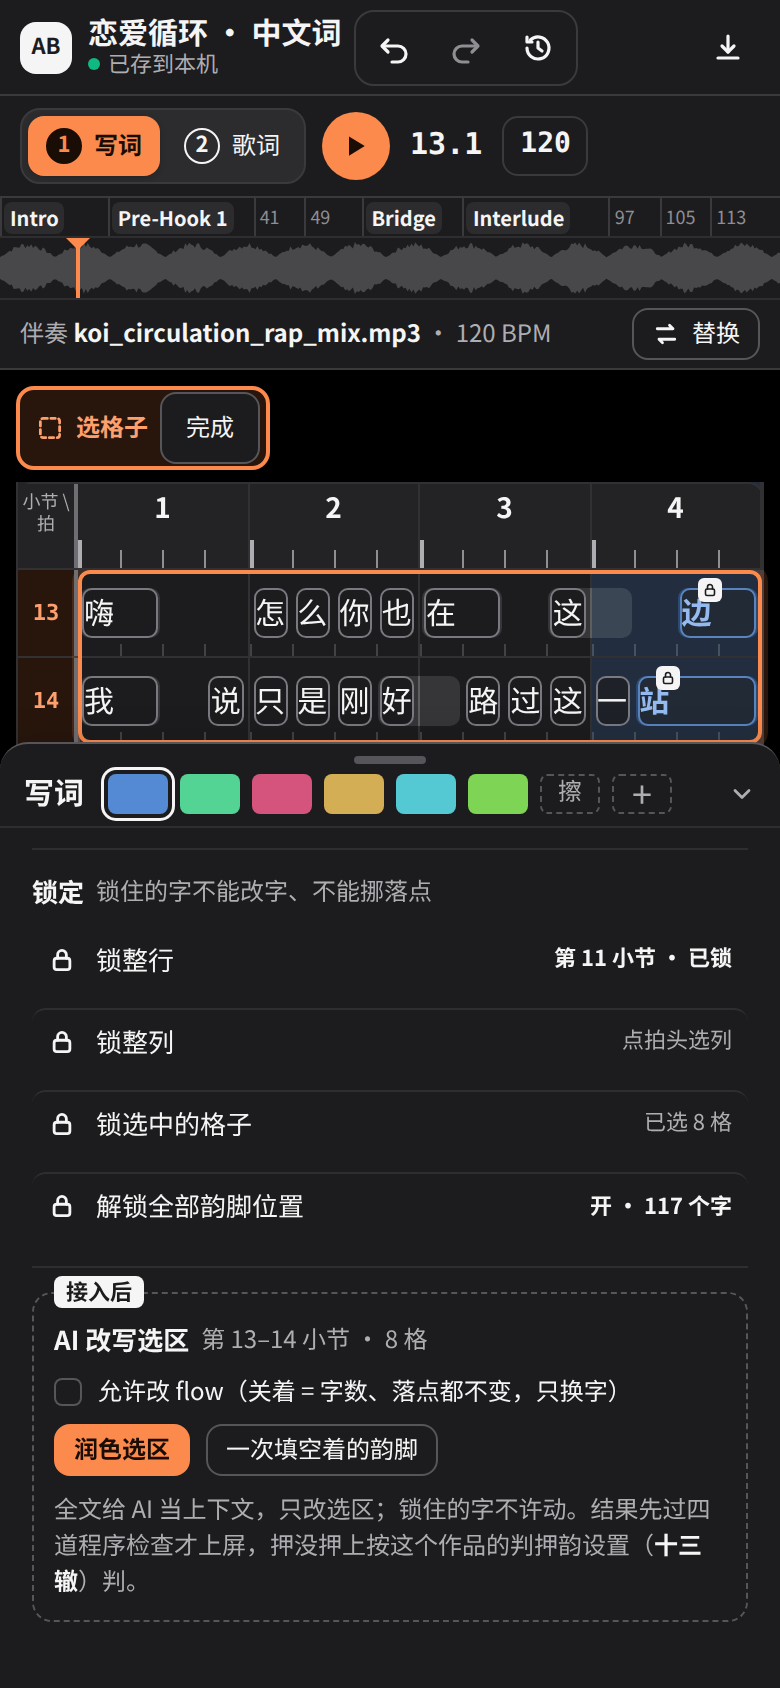 AB 恋爱循环 · 中文词
已存到本机
1 写词 2 歌词 13.1 120
Intro Pre-Hook 1 41 49 Bridge Interlude 97 105 113
伴奏 koi_circulation_rap_mix.mp3 · 120 BPM 替换
选格子 完成
小节 \ 拍 1 2 3 4
13 嗨 怎 么 你 也 在 这 边
14 我 说 只 是 刚 好 路 过 这 一 站
写词 擦 +
锁定 锁住的字不能改字、不能挪落点
锁整行 第 11 小节 · 已锁
锁整列 点拍头选列
锁选中的格子 已选 8 格
解锁全部韵脚位置 开 · 117 个字
接入后
AI 改写选区 第 13–14 小节 · 8 格
允许改 flow（关着 = 字数、落点都不变，只换字）
润色选区 一次填空着的韵脚
全文给 AI 当上下文，只改选区；锁住的字不许动。结果先过四
道程序检查才上屏，押没押上按这个作品的判押韵设置（十三
辙）判。